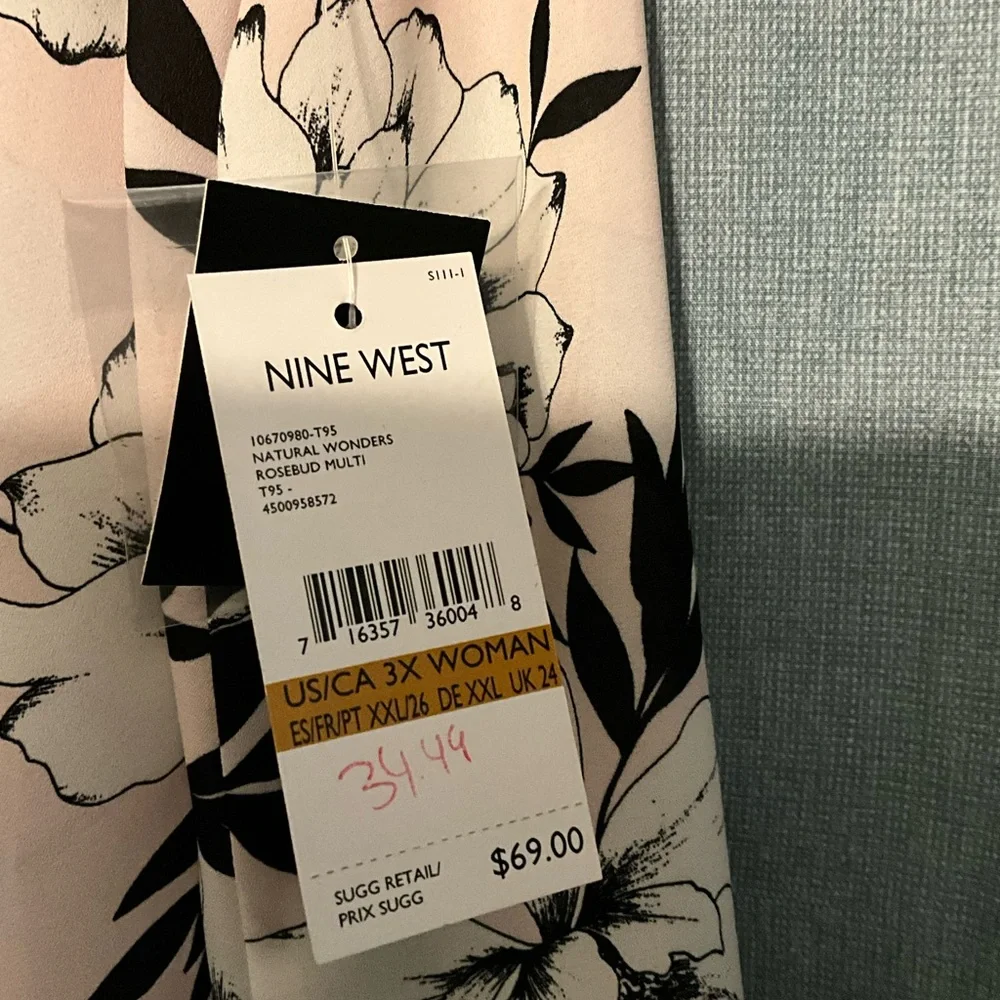 S111-1
NINE WEST
10670980-T95
NATURAL WONDERS
ROSEBUD MULTI
T95 -
4500958572
7 16357 36004 8
US/CA 3X WOMAN
ES/FR/PT XXL/26 DE XXL UK 24
34.49
SUGG RETAIL/ $69.00
PRIX SUGG